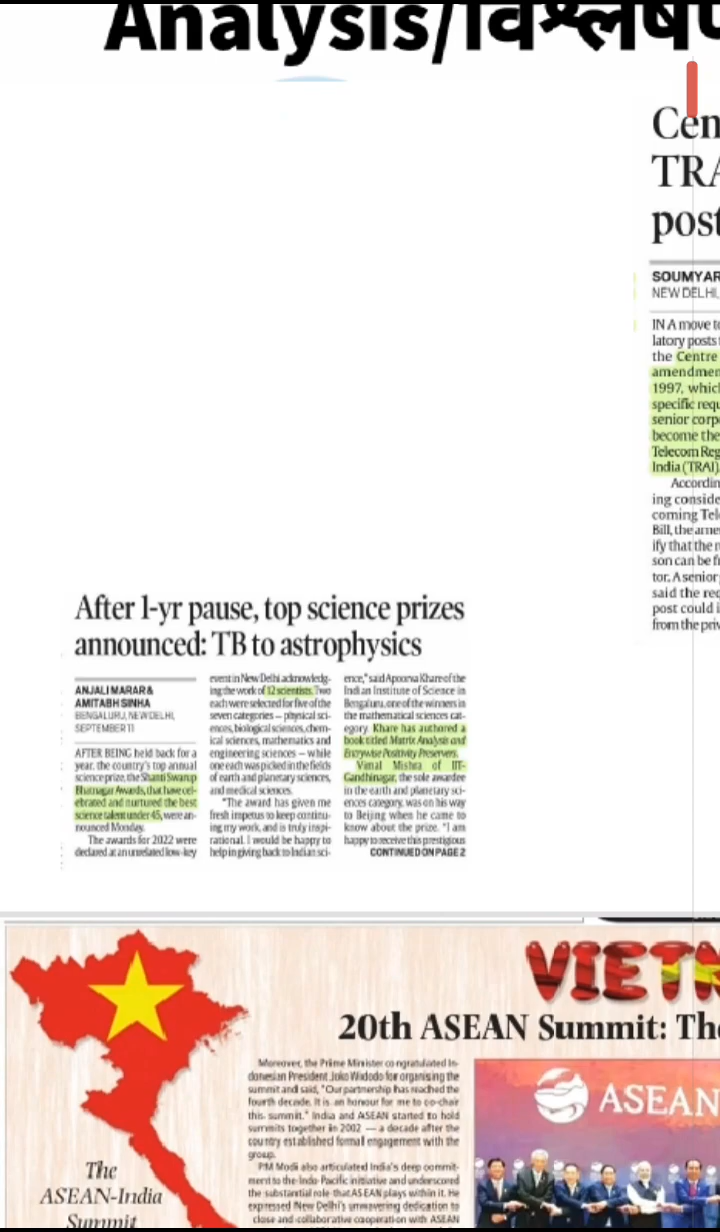 Analysis/विश्लेष
Cen
TRA
post
SOUMYAR
NEW DELHI,
IN A move to
latory posts
the Centre
amendmen
1997, which
specific requ
senior corp
become the
Telecom Reg
India (TRAI)
Accordin
ing conside
coming Tele
Bill, the ame
ify that the
son can be f
tor. A senior
said the req
post could i
from the priv
After 1-yr pause, top science prizes
announced: TB to astrophysics
ANJALI MARAR &
AMITABH SINHA
BENGALURU, NEW DELHI,
SEPTEMBER 11
AFTER BEING held back for a
year, the country's top annual
science prize, the Shanti Swarup
Bhatnagar Awards, that have cel-
ebrated and nurtured the best
science talent under 45, were an-
nounced Monday.
The awards for 2022 were
declared at an unrelated low-key
event in New Delhi acknowledg-
ing the work of 12 scientists. Two
each were selected for five of the
seven categories — physical sci-
ences, biological sciences, chem-
ical sciences, mathematics and
engineering sciences — while
one each was picked in the fields
of earth and planetary sciences,
and medical sciences.
"The award has given me
fresh impetus to keep continu-
ing my work, and is truly inspi-
rational. I would be happy to
help in giving back to Indian sci-
ence," said Apoorva Khare of the
Indian Institute of Science in
Bengaluru, one of the winners in
the mathematical sciences cat-
egory. Khare has authored a
book titled Matrix Analysis and
Entrywise Positivity Preservers.
Vimal Mishra of IIT-
Gandhinagar, the sole awardee
in the earth and planetary sci-
ences category, was on his way
to Beijing when he came to
know about the prize. "I am
happy to receive this prestigious
CONTINUED ON PAGE 2
VIETN
20th ASEAN Summit: The
Moreover, the Prime Minister congratulated In-
donesian President Joko Widodo for organising the
summit and said, "Our partnership has reached the
fourth decade. It is an honour for me to co-chair
this summit." India and ASEAN started to hold
summits together in 2002 — a decade after the
country established formal engagement with the
group.
PM Modi also articulated India's deep commit-
ment to the Indo-Pacific initiative and underscored
the substantial role that ASEAN plays within it. He
expressed New Delhi's unwavering dedication to
close and collaborative cooperation with ASEAN
The
ASEAN-India
Summit
ASEAN